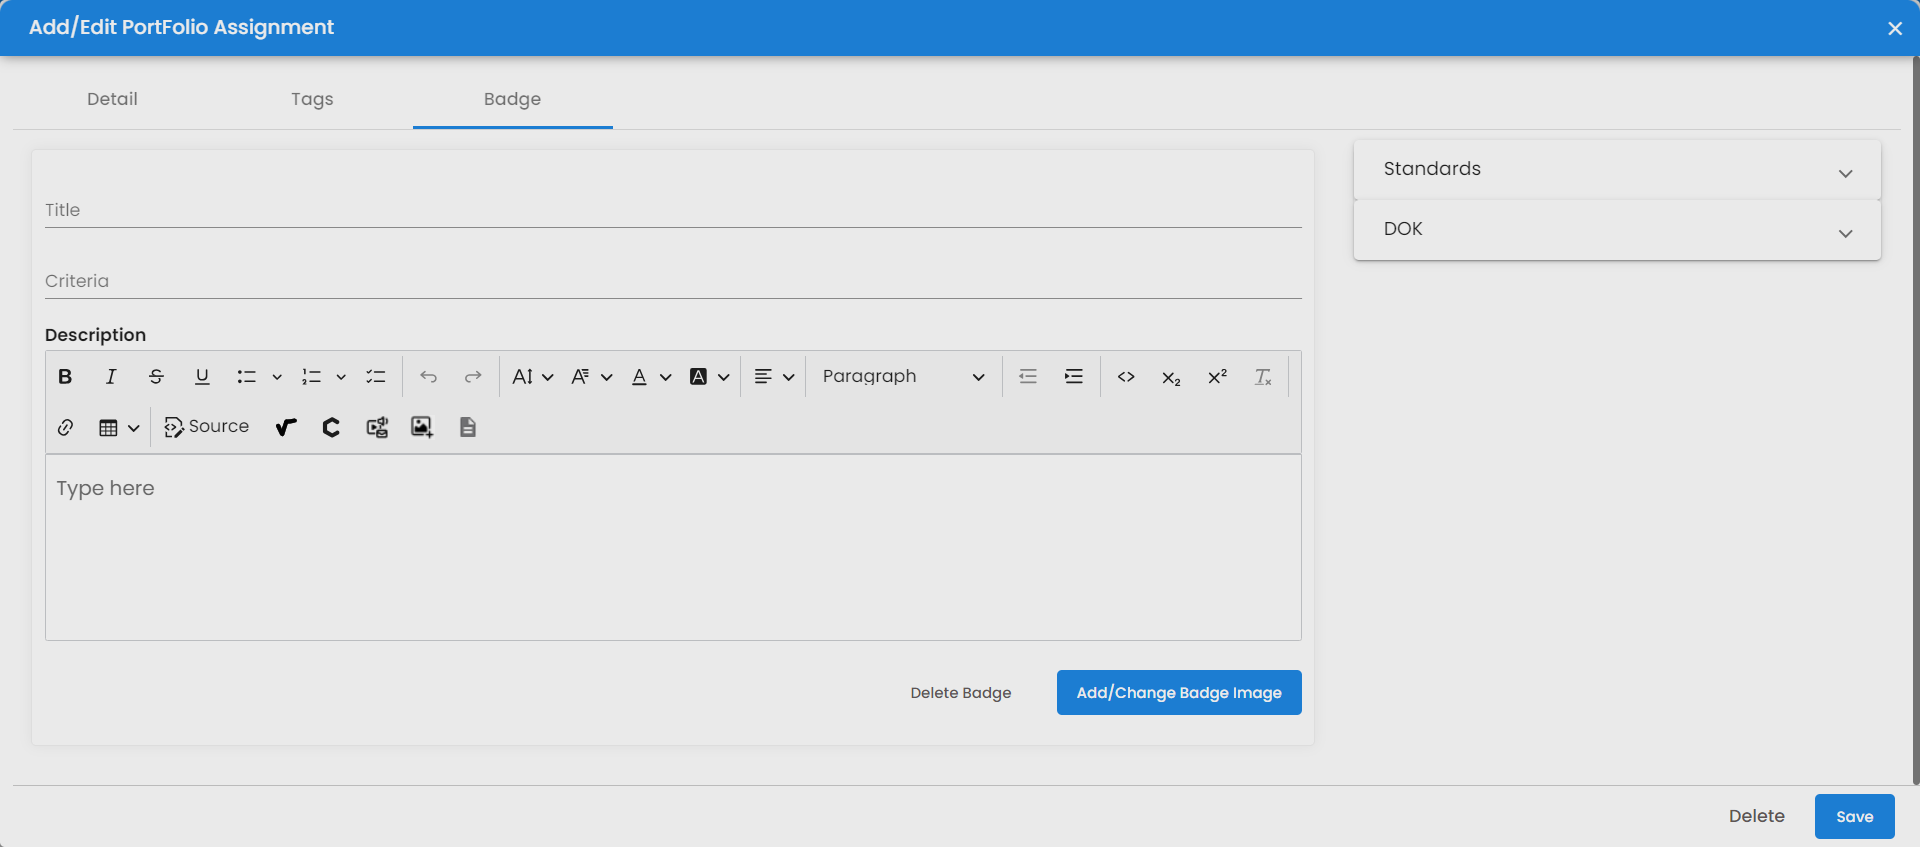 Add/Edit PortFolio Assignment
Detail Tags Badge
Title
Criteria
Description
Paragraph
Source
Type here
Delete Badge Add/Change Badge Image
Standards
DOK
Delete Save